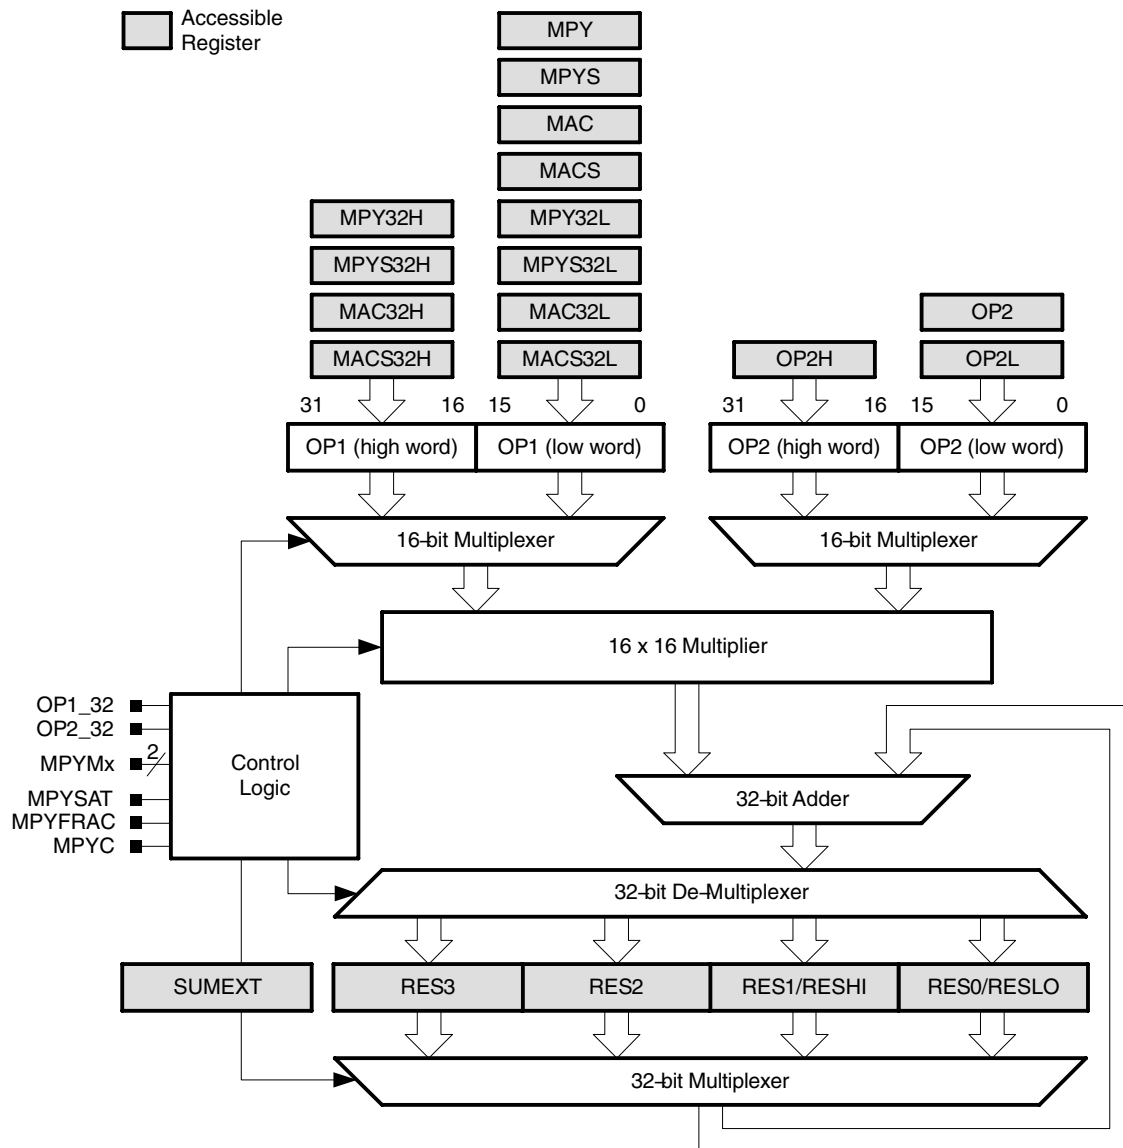 Accessible
Register
MPY
MPYS
MAC
MACS
MPY32H
MPY32L
MPYS32H
MPYS32L
MAC32H
MAC32L
OP2
MACS32H
MACS32L
OP2H
OP2L
31 16 15 0 31 16 15 0
OP1 (high word) OP1 (low word) OP2 (high word) OP2 (low word)
16–bit Multiplexer 16–bit Multiplexer
16 x 16 Multiplier
OP1_32
OP2_32
2
MPYMx
MPYSAT
MPYFRAC
MPYC
Control
Logic
32–bit Adder
32–bit De–Multiplexer
SUMEXT RES3 RES2 RES1/RESHI RES0/RESLO
32–bit Multiplexer